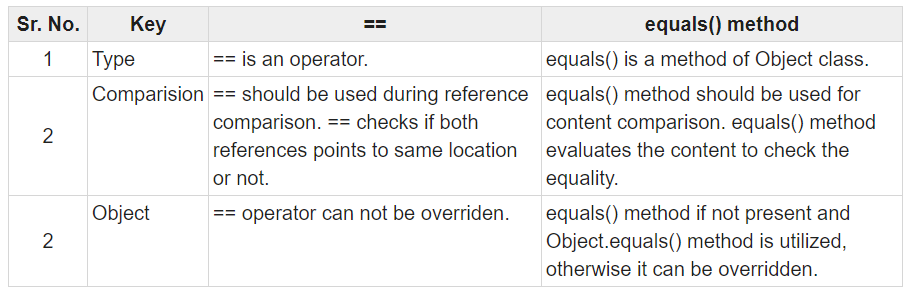 Sr. No. Key == equals() method
1 Type == is an operator. equals() is a method of Object class.
2 Comparision == should be used during reference comparison. == checks if both references points to same location or not. equals() method should be used for content comparison. equals() method evaluates the content to check the equality.
2 Object == operator can not be overriden. equals() method if not present and Object.equals() method is utilized, otherwise it can be overridden.